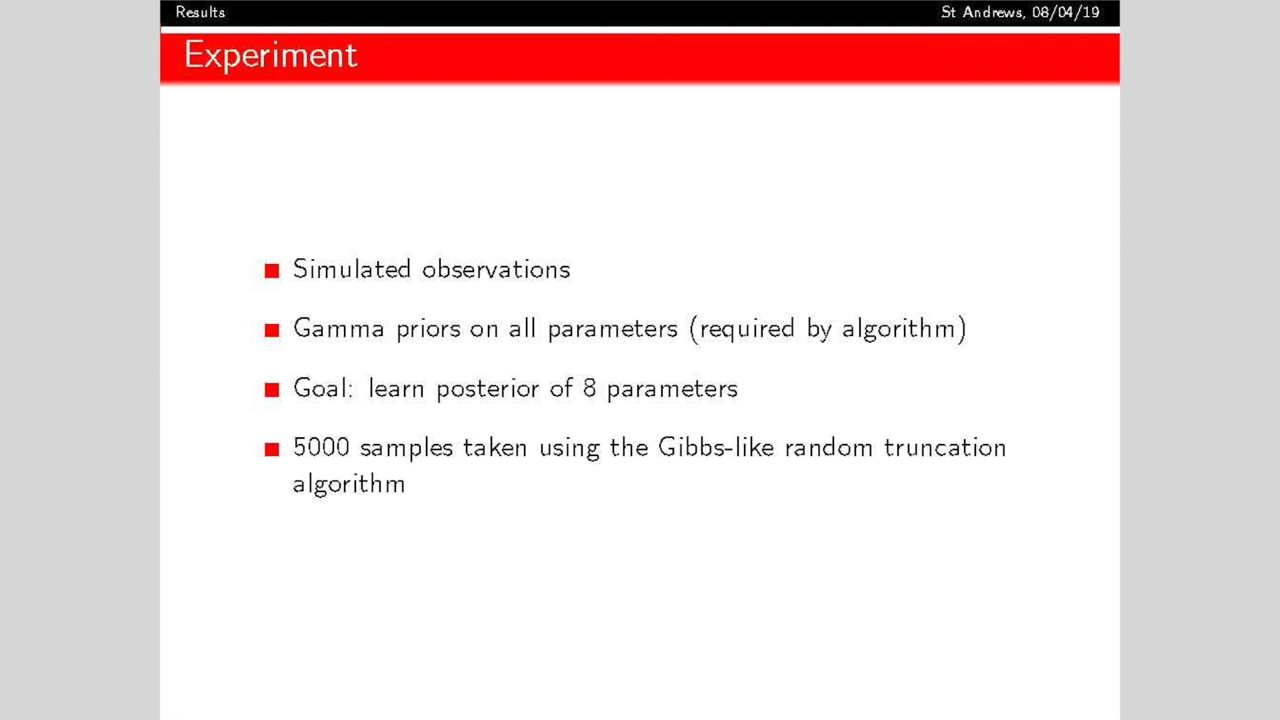 Results
St Andrews, 08/04/19
Experiment
Simulated observations
Gamma priors on all parameters (required by algorithm)
Goal: learn posterior of 8 parameters
5000 samples taken using the Gibbs-like random truncation
algorithm